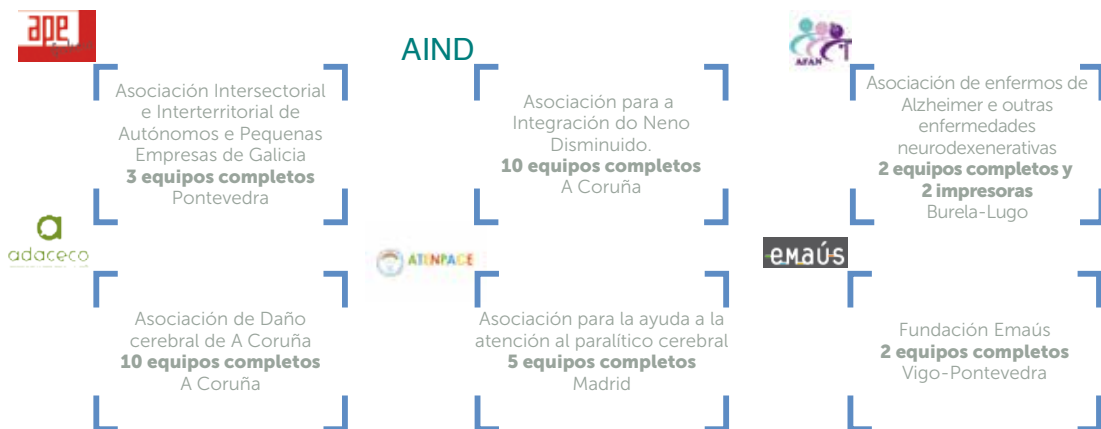 ape
Asociación Intersectorial
e Interterritorial de
Autónomos e Pequenas
Empresas de Galicia
3 equipos completos
Pontevedra
AIND
Asociación para a
Integración do Neno
Disminuido.
10 equipos completos
A Coruña
AFAN
Asociación de enfermos de
Alzheimer e outras
enfermedades
neurodexenerativas
2 equipos completos y
2 impresoras
Burela-Lugo
adaceco
Asociación de Daño
cerebral de A Coruña
10 equipos completos
A Coruña
ATENPACE
Asociación para la ayuda a la
atención al paralítico cerebral
5 equipos completos
Madrid
emaús
Fundación Emaús
2 equipos completos
Vigo-Pontevedra